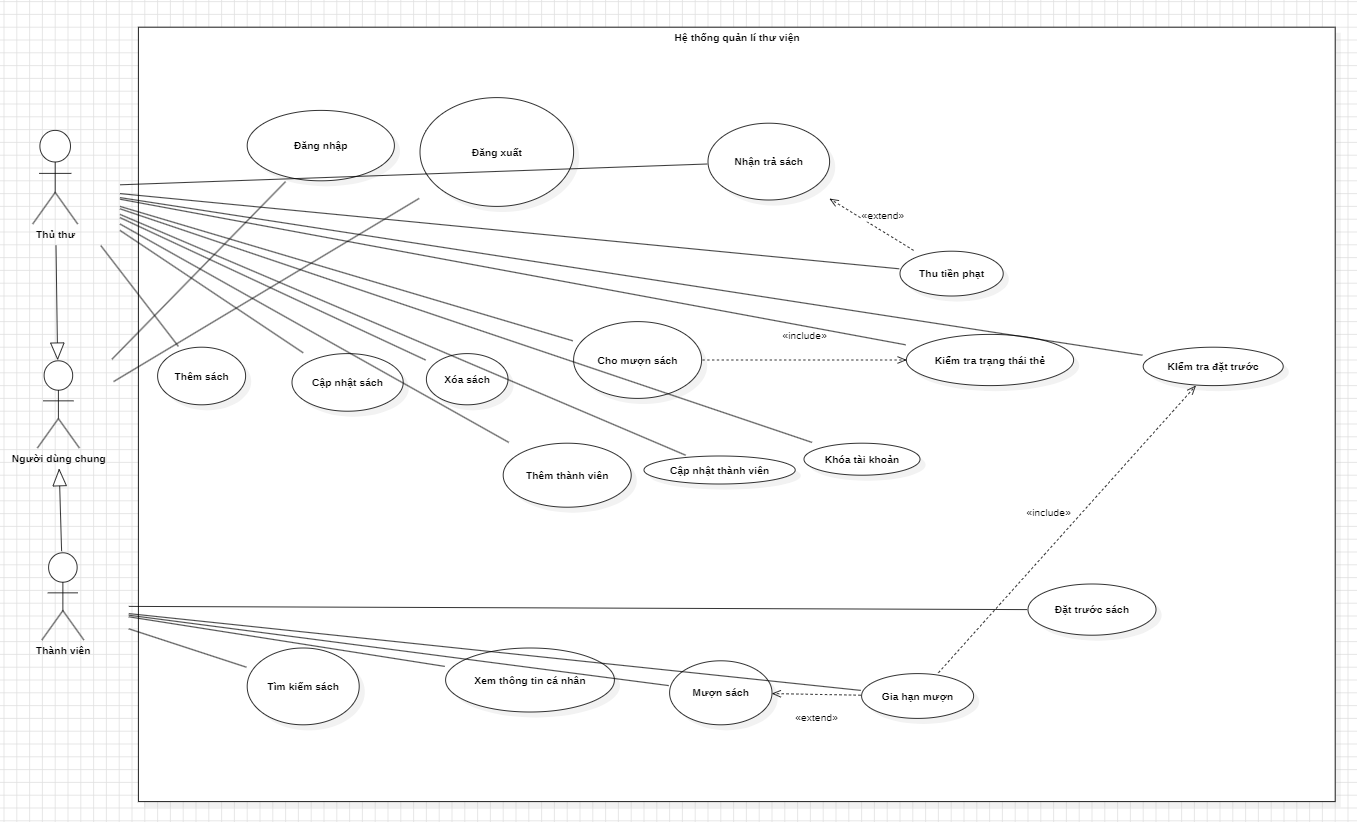 Hệ thống quản lí thư viện
Đăng nhập
Đăng xuất
Nhận trả sách
«extend»
Thủ thư
Thu tiền phạt
«include»
Thêm sách
Cập nhật sách
Xóa sách
Cho mượn sách
Kiểm tra trạng thái thẻ
KIểm tra đặt trước
Người dùng chung
Thêm thành viên
Cập nhật thành viên
Khóa tài khoản
«include»
Đặt trước sách
Thành viên
Tìm kiếm sách
Xem thông tin cá nhân
Mượn sách
Gia hạn mượn
«extend»